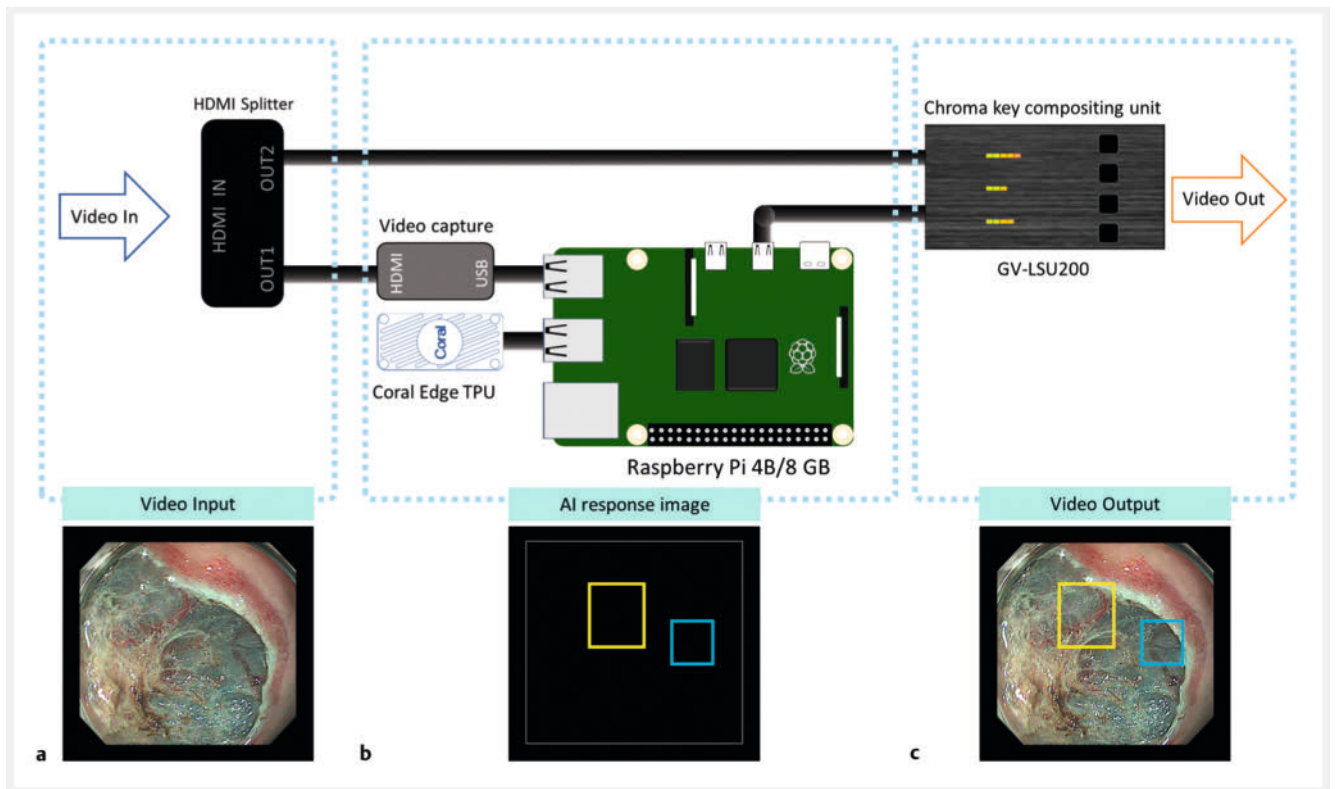 HDMI Splitter
Video In
HDMI IN
OUT2
OUT1
Video capture
HDMI
USB
Coral
Coral Edge TPU
Raspberry Pi 4B/8 GB
Chroma key compositing unit
GV-LSU200
Video Out
Video Input
AI response image
Video Output
a
b
c